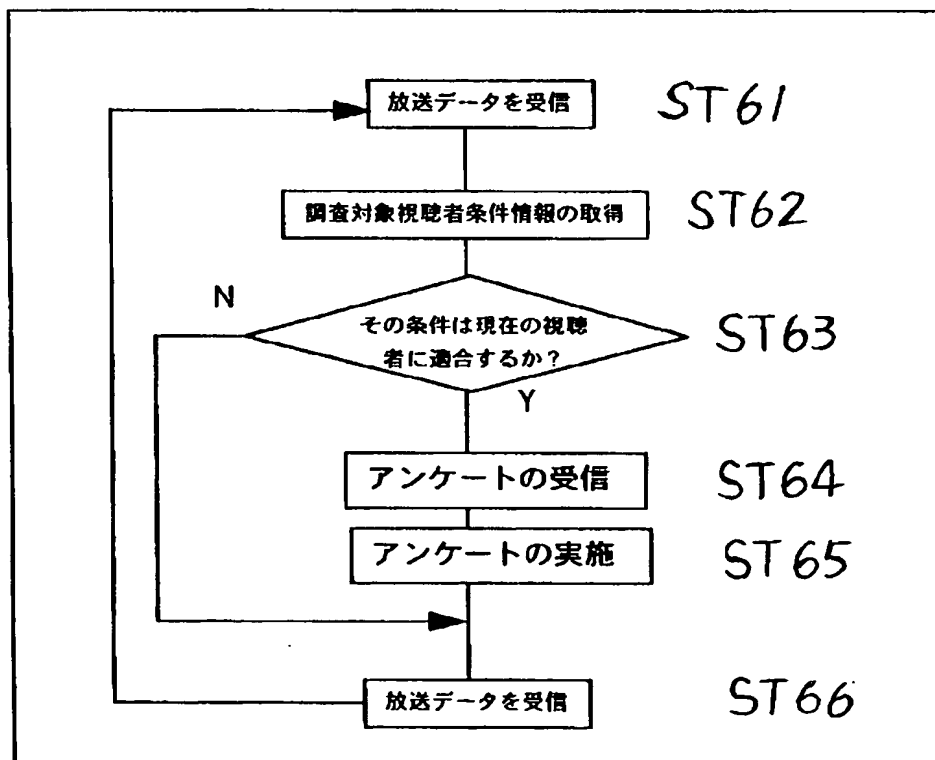 放送データを受信
ST61
調査対象視聴者条件情報の取得
ST62
N
その条件は現在の視聴
者に適合するか？
ST63
Y
アンケートの受信
ST64
アンケートの実施
ST65
放送データを受信
ST66